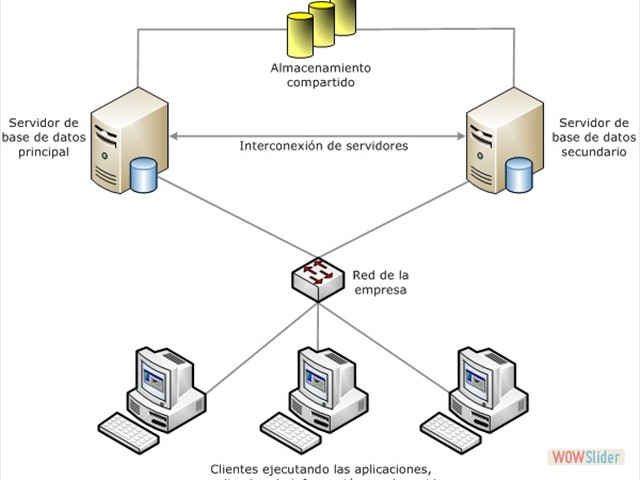 Almacenamiento
compartido
Servidor de
base de datos
principal
Interconexión de servidores
Servidor de
base de datos
secundario
Red de la
empresa
Clientes ejecutando las aplicaciones,
WOWSlider